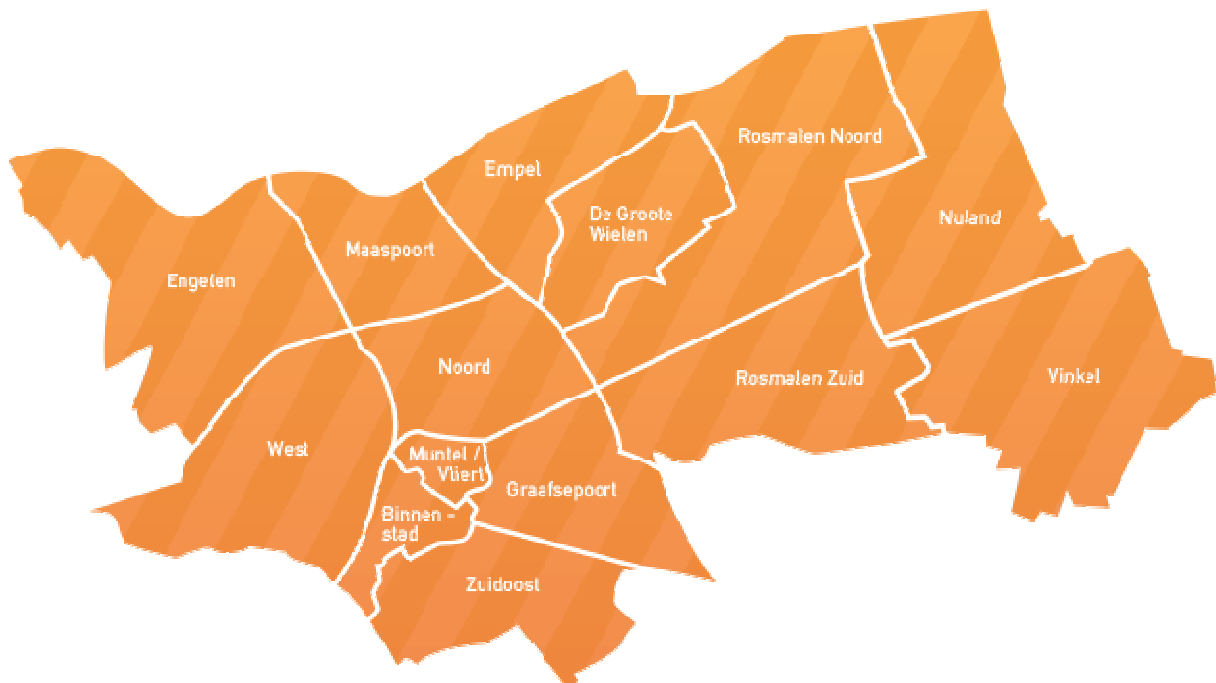 Rosmalen Noord
Empel
De Groote
Wielen
Nuland
Maaspoort
Engelen
Noord
Rosmalen Zuid
Vinkel
West
Muntel /
Vliert
Graafsepoort
Binnen -
stad
Zuidoost